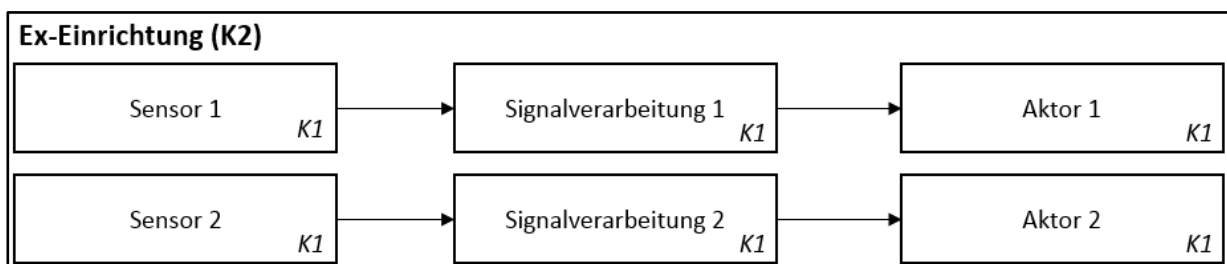 Ex-Einrichtung (K2)
Sensor 1
K1
Signalverarbeitung 1
K1
Aktor 1
K1
Sensor 2
K1
Signalverarbeitung 2
K1
Aktor 2
K1